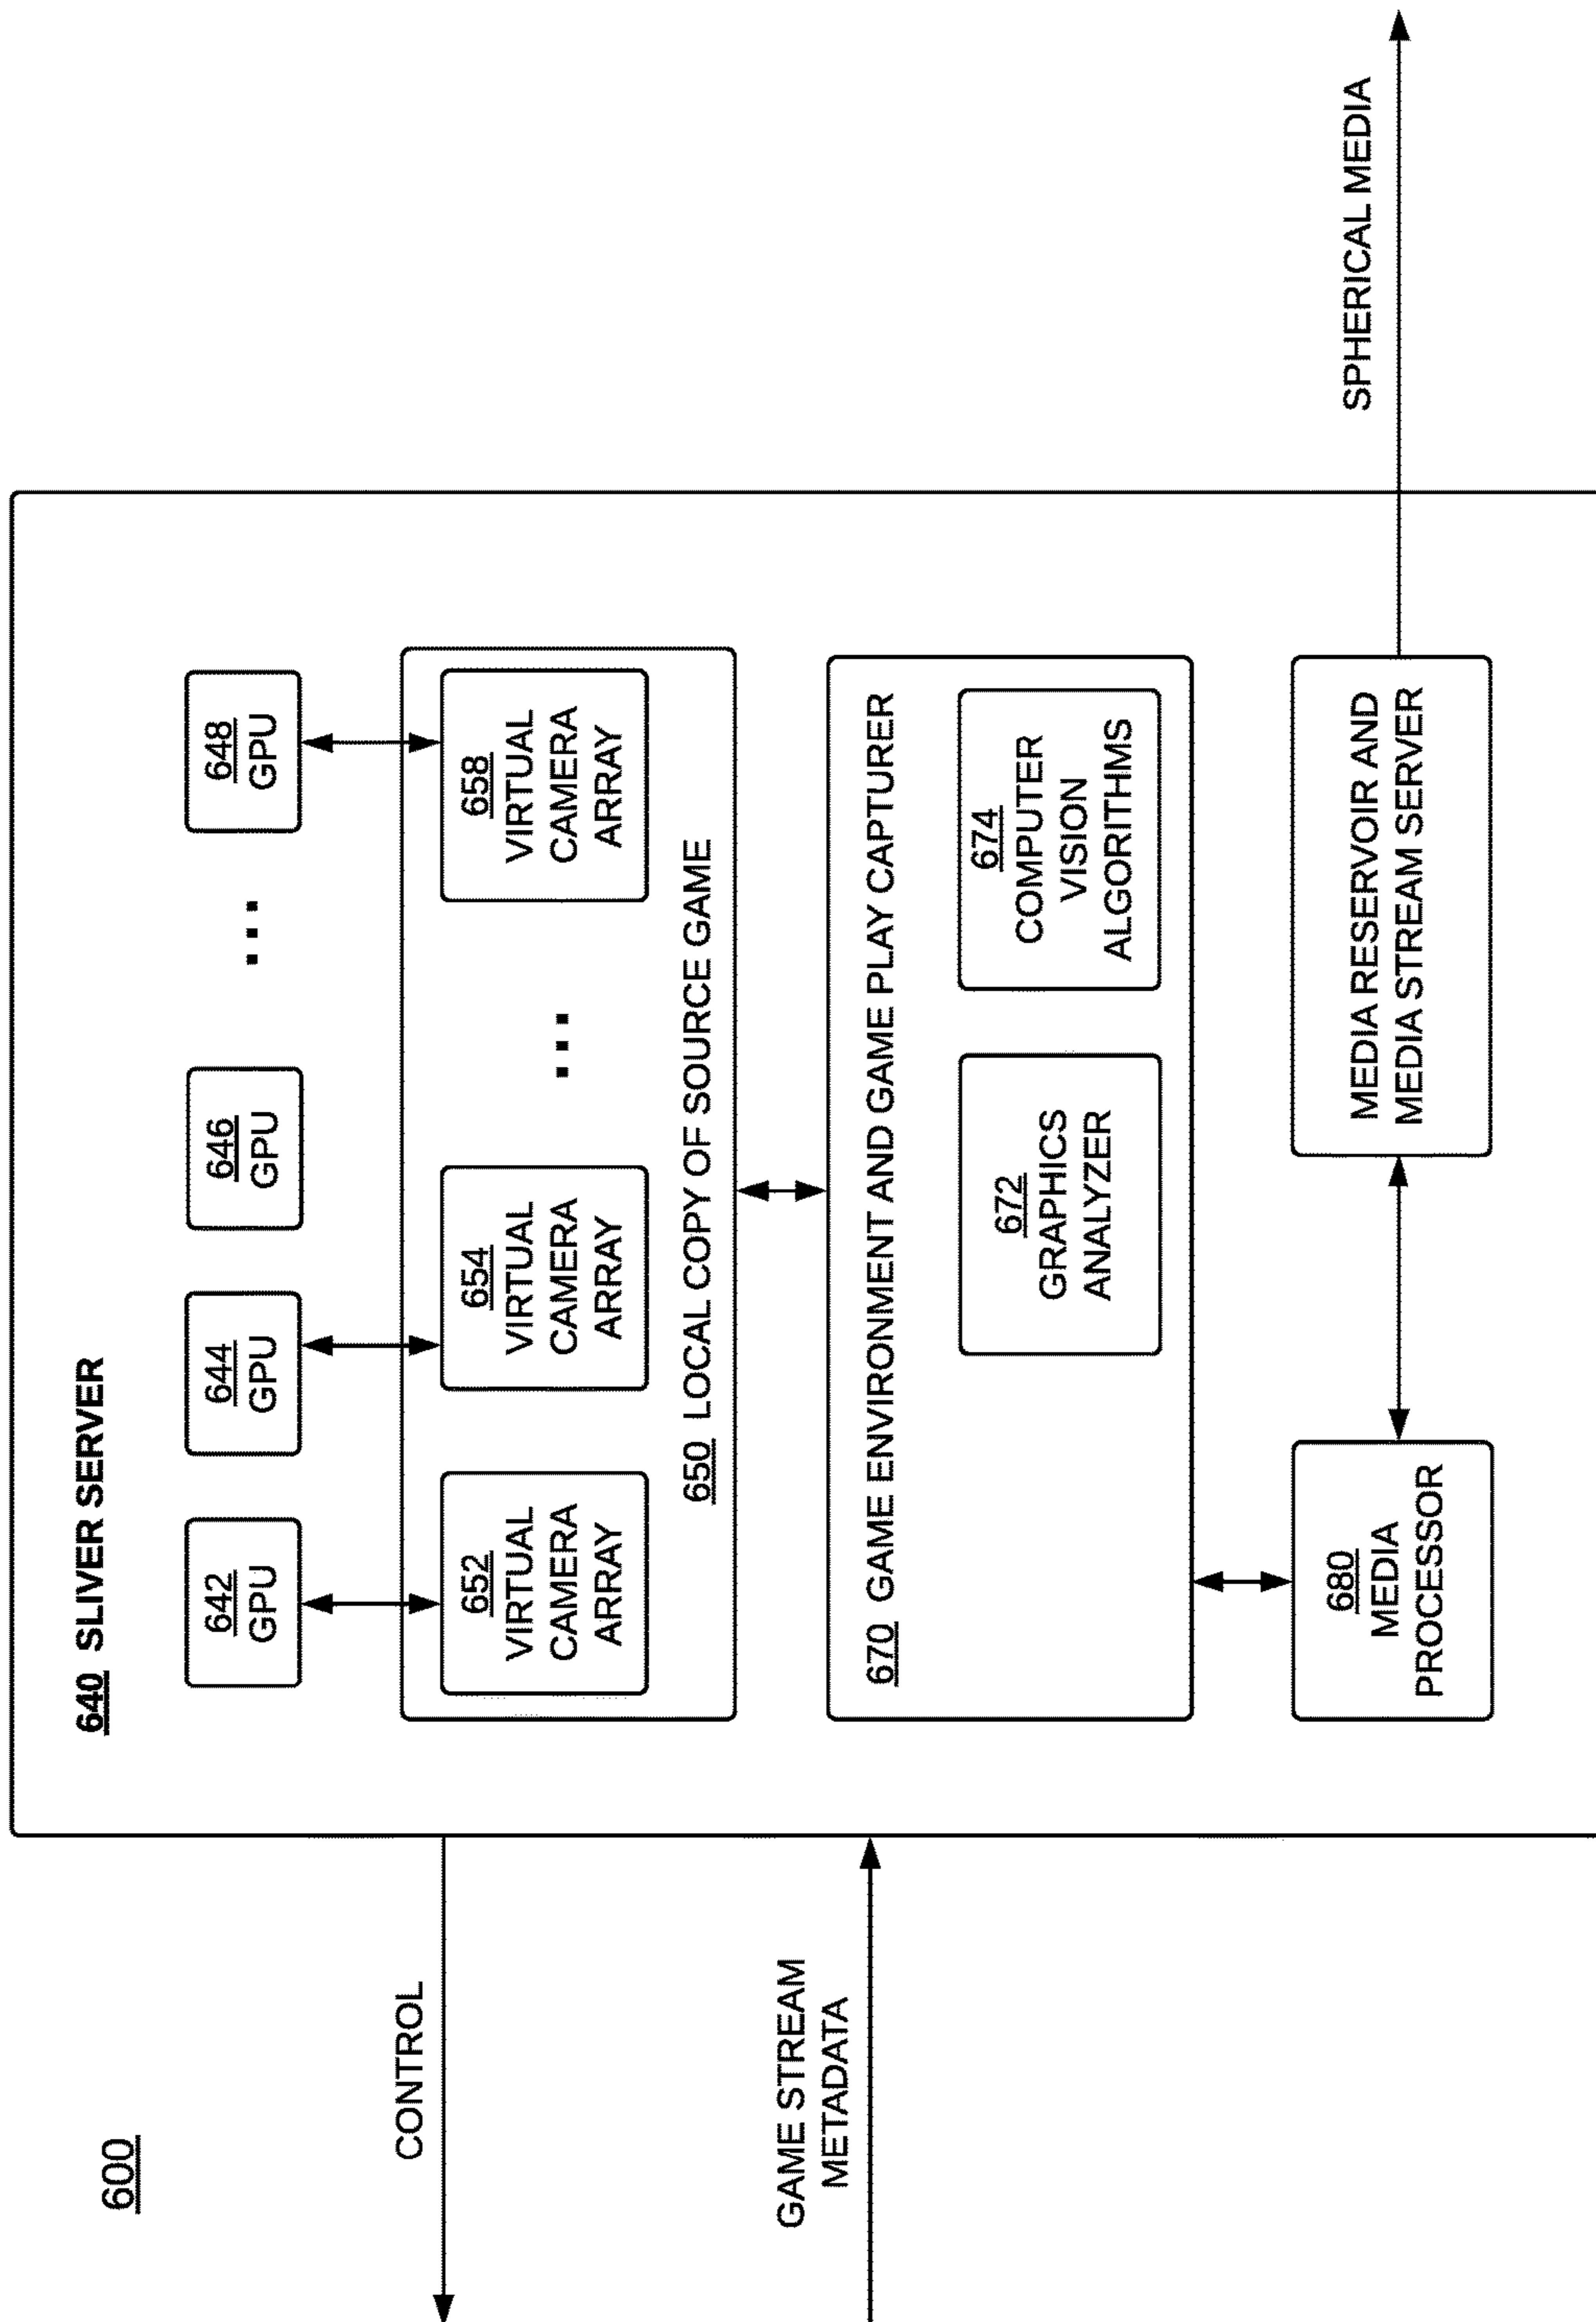 600
640 SLIVER SERVER
642
GPU
644
GPU
646
GPU
...
648
GPU
652
VIRTUAL
CAMERA
ARRAY
654
VIRTUAL
CAMERA
ARRAY
...
658
VIRTUAL
CAMERA
ARRAY
650 LOCAL COPY OF SOURCE GAME
CONTROL
GAME STREAM
METADATA
670 GAME ENVIRONMENT AND GAME PLAY CAPTURER
672
GRAPHICS
ANALYZER
674
COMPUTER
VISION
ALGORITHMS
680
MEDIA
PROCESSOR
MEDIA RESERVOIR AND
MEDIA STREAM SERVER
SPHERICAL MEDIA